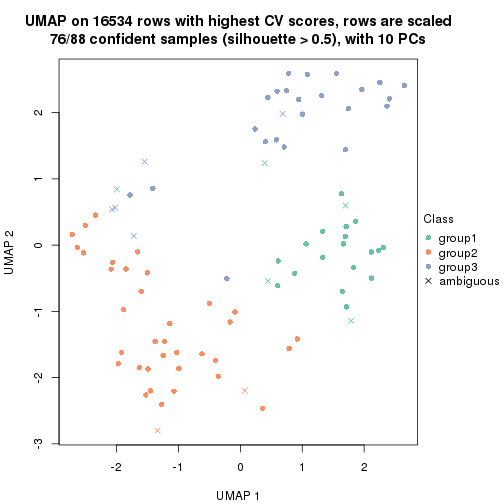 UMAP on 16534 rows with highest CV scores, rows are scaled
76/88 confident samples (silhouette > 0.5), with 10 PCs
2
1
0
-1
-2
-3
UMAP 2
-2
-1
0
1
2
UMAP 1
Class
group1
group2
group3
ambiguous